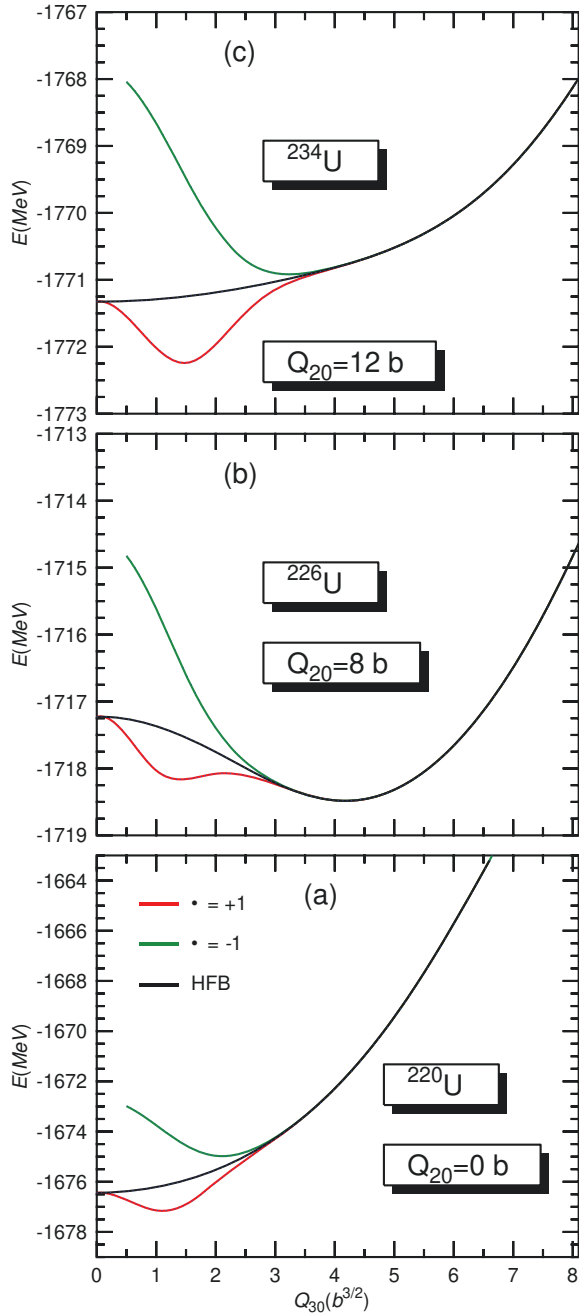 -1767
(c)
-1768
²³⁴U
-1769
-1770
E(MeV)
-1771
-1772
Q₂₀=12 b
-1773
-1713
(b)
-1714
-1715
²²⁶U
-1716
E(MeV)
Q₂₀=8 b
-1717
-1718
-1719
-1664
(a)
• = +1
-1666
• = -1
-1668
HFB
-1670
E(MeV)
-1672
²²⁰U
-1674
-1676
Q₂₀=0 b
-1678
0 1 2 3 4 5 6 7 8
Q₃₀(b³ᐟ²)